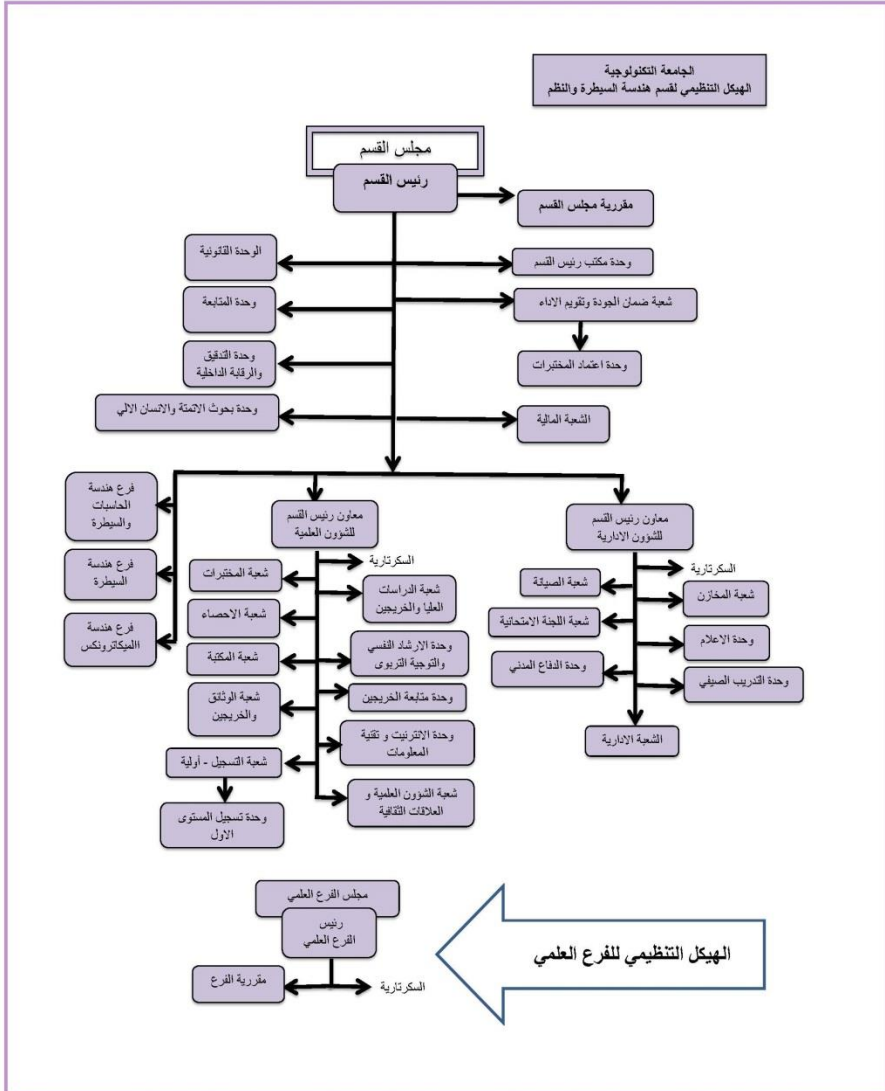 الجامعة التكنولوجية
الهيكل التنظيمي لقسم هندسة السيطرة والنظم
مجلس القسم
رئيس القسم
مقررية مجلس القسم
وحدة مكتب رئيس القسم
الوحدة القانونية
شعبة ضمان الجودة وتقويم الاداء
وحدة المتابعة
وحدة اعتماد المختبرات
وحدة التدقيق
والرقابة الداخلية
الشعبة المالية
وحدة بحوث الاتمتة والانسان الالي
معاون رئيس القسم
للشؤون الادارية
السكرتارية
شعبة الصيانة
شعبة المخازن
شعبة اللجنة الامتحانية
وحدة الاعلام
وحدة الدفاع المدني
وحدة التدريب الصيفي
الشعبة الادارية
معاون رئيس القسم
للشؤون العلمية
السكرتارية
شعبة المختبرات
شعبة الدراسات
العليا والخريجين
شعبة الاحصاء
وحدة الارشاد النفسي
والتوجية التربوى
شعبة المكتبة
وحدة متابعة الخريجين
شعبة الوثائق
والخريجين
وحدة الانترنيت و تقنية
المعلومات
شعبة التسجيل - أولية
شعبة الشؤون العلمية و
العلاقات الثقافية
وحدة تسجيل المستوى
الاول
فرع هندسة
الحاسبات
والسيطرة
فرع هندسة
السيطرة
فرع هندسة
االميكاترونكس
مجلس الفرع العلمي
رئيس
الفرع العلمي
السكرتارية
مقررية الفرع
الهيكل التنظيمي للفرع العلمي